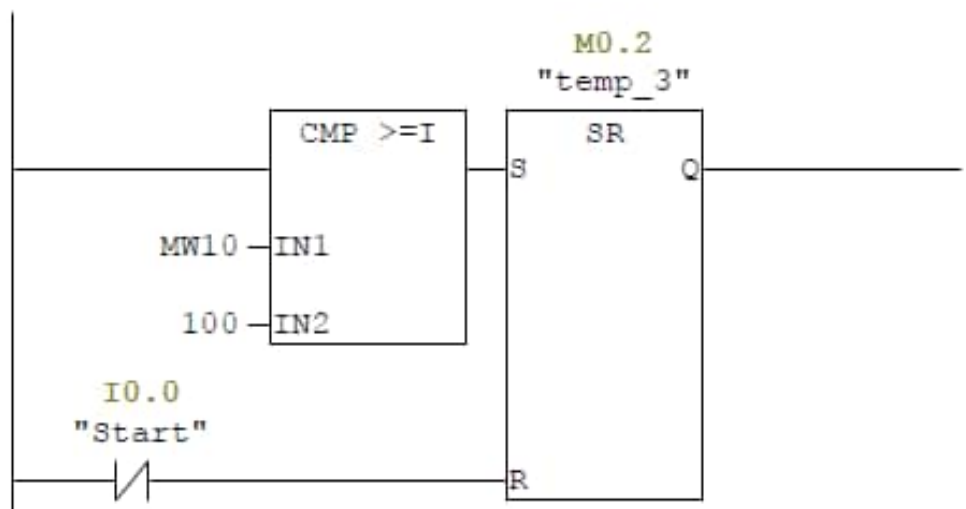 M0.2
"temp_3"
CMP >=I
SR
S
Q
MW10
IN1
100
IN2
I0.0
"Start"
R